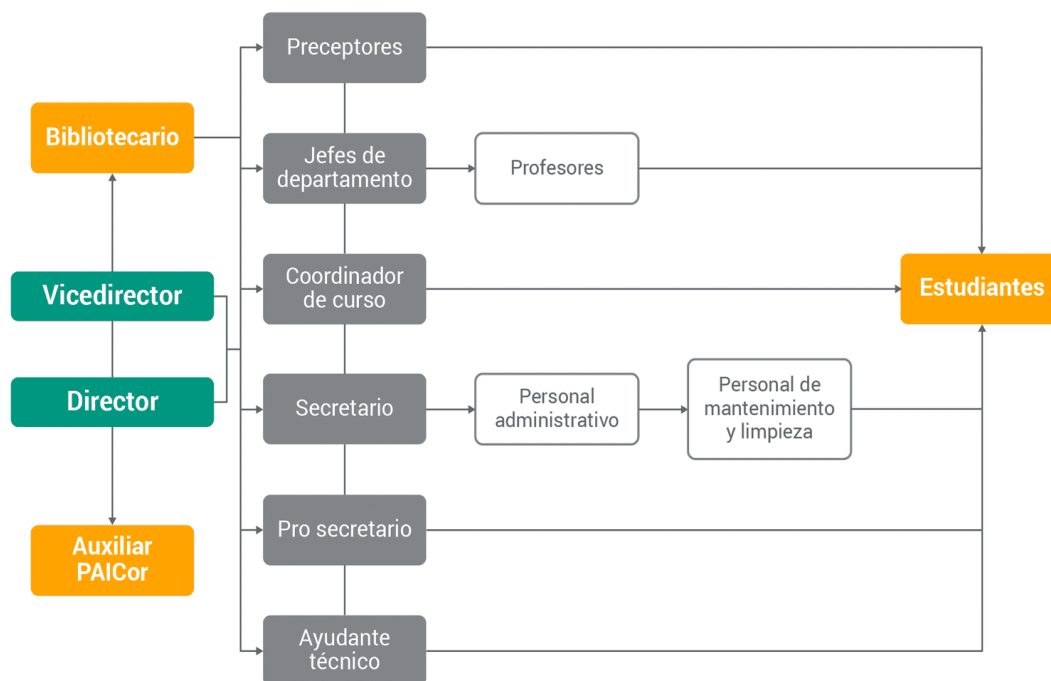 Preceptores
Bibliotecario
Jefes de
departamento
Profesores
Vicedirector
Coordinador
de curso
Estudiantes
Director
Secretario
Personal
administrativo
Personal de
mantenimiento
y limpieza
Pro secretario
Auxiliar
PAICor
Ayudante
técnico